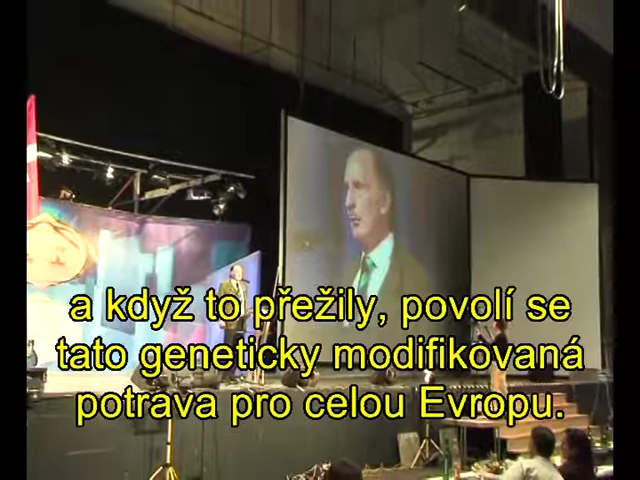 a když to přežily, povolí se
tato geneticky modifikovaná
potrava pro celou Evropu.